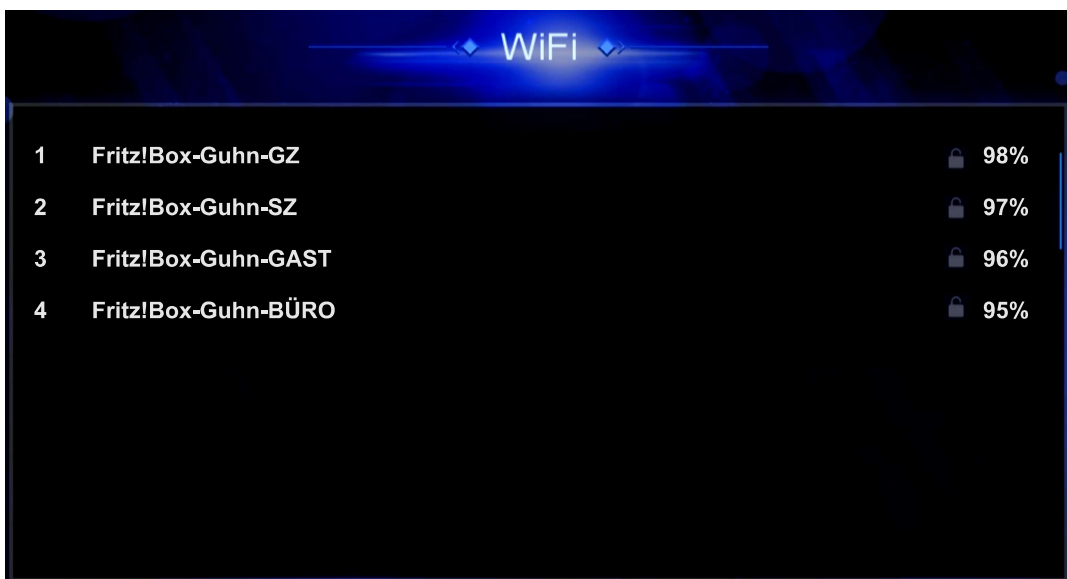 WiFi
1 Fritz!Box-Guhn-GZ 98%
2 Fritz!Box-Guhn-SZ 97%
3 Fritz!Box-Guhn-GAST 96%
4 Fritz!Box-Guhn-BÜRO 95%